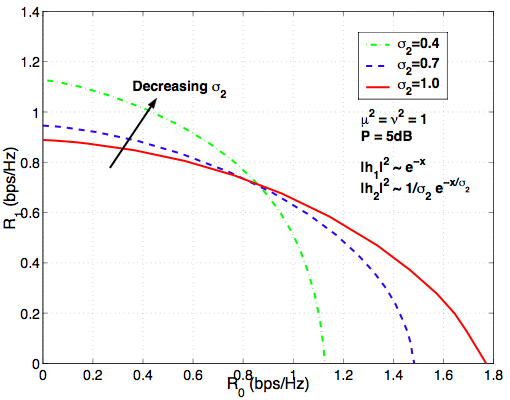 1.4
1.2
1
0.8
0.6
0.4
0.2
0
0 0.2 0.4 0.6 0.8 1.0 1.2 1.4 1.6 1.8
R₁ (bps/Hz)
R₀ (bps/Hz)
Decreasing σ₂
σ₂=0.4
σ₂=0.7
σ₂=1.0
μ² = ν² = 1
P = 5dB
|h₁|² ~ e⁻ˣ
|h₂|² ~ 1/σ₂ e^(-x/σ₂)